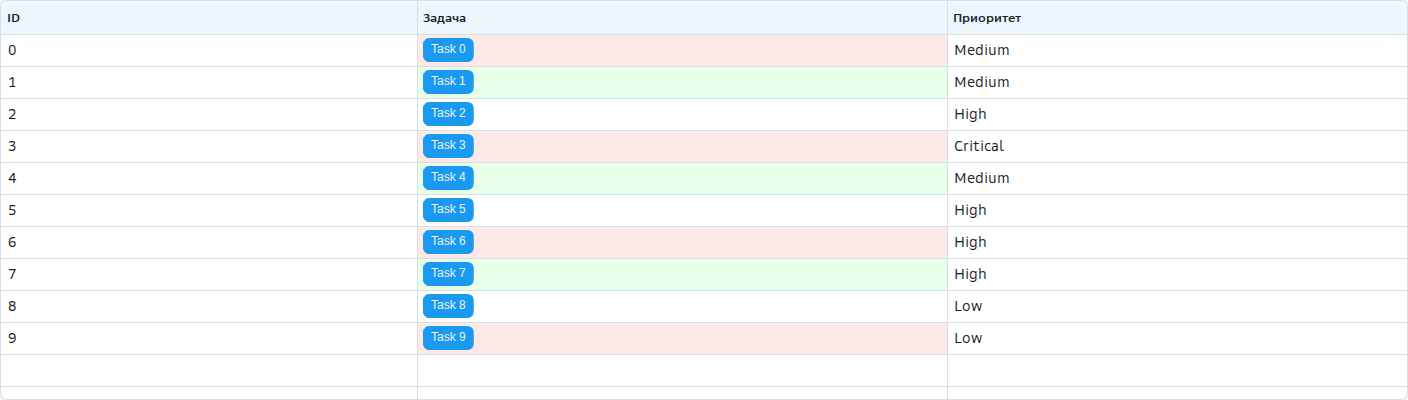 ID Задача Приоритет
0 Task 0 Medium
1 Task 1 Medium
2 Task 2 High
3 Task 3 Critical
4 Task 4 Medium
5 Task 5 High
6 Task 6 High
7 Task 7 High
8 Task 8 Low
9 Task 9 Low